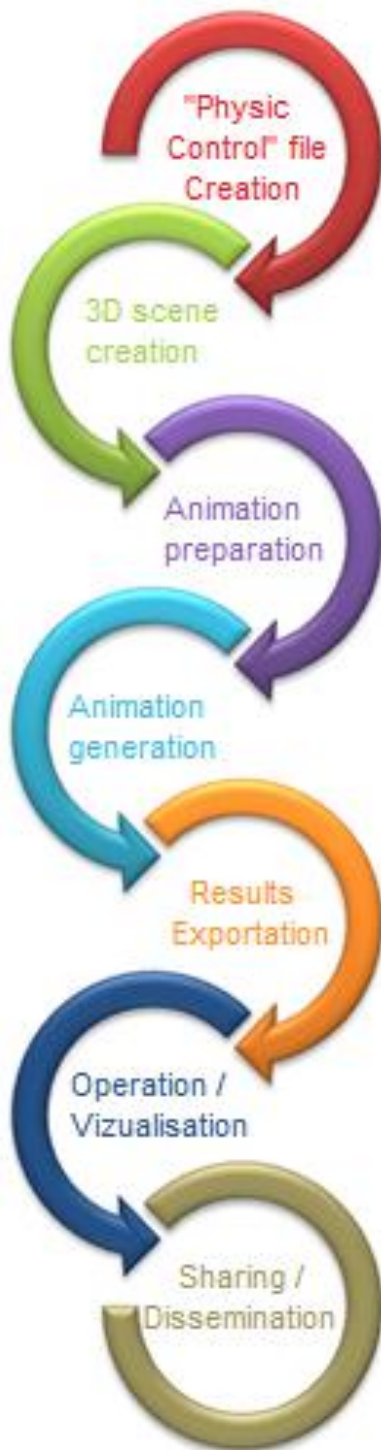 "Physic
Control" file
Creation
3D scene
creation
Animation
preparation
Animation
generation
Results
Exportation
Operation /
Vizualisation
Sharing /
Dissemination